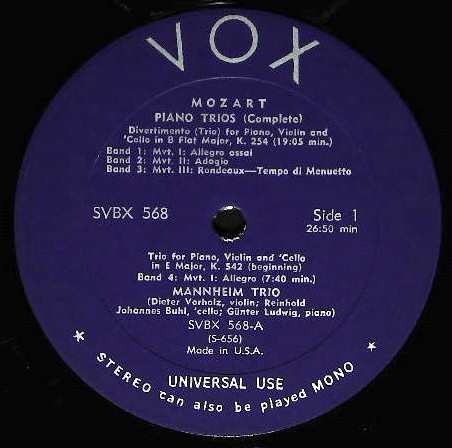 VOX
MOZART
PIANO TRIOS (Complete)
Divertimento (Trio) for Piano, Violin and
'Cello in B Flat Major, K. 254 (19:05 min.)
Band 1: Mvt. I: Allegro assai
Band 2: Mvt. II: Adagio
Band 3: Mvt. III: Rondeaux—Tempo di Menuetto
SVBX 568
Side 1
26:50 min
Trio for Piano, Violin and 'Cello
in E Major, K. 542 (beginning)
Band 4: Mvt. I: Allegro (7:40 min.)
MANNHEIM TRIO
(Dieter Vorholz, violin; Reinhold
Johannes Buhl, 'cello; Günter Ludwig, piano)
SVBX 568-A
(S-656)
Made in U.S.A.
UNIVERSAL USE
* STEREO can also be played MONO *